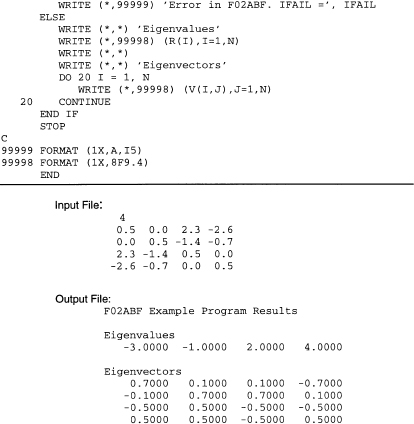 WRITE (*,99999) 'Error in F02ABF. IFAIL =', IFAIL
ELSE
WRITE (*,*) 'Eigenvalues'
WRITE (*,99998) (R(I),I=1,N)
WRITE (*,*)
WRITE (*,*) 'Eigenvectors'
DO 20 I = 1, N
WRITE (*,99998) (V(I,J),J=1,N)
20 CONTINUE
END IF
STOP
C
99999 FORMAT (1X,A,I5)
99998 FORMAT (1X,8F9.4)
END
Input File:
4
0.5 0.0 2.3 -2.6
0.0 0.5 -1.4 -0.7
2.3 -1.4 0.5 0.0
-2.6 -0.7 0.0 0.5
Output File:
F02ABF Example Program Results
Eigenvalues
-3.0000 -1.0000 2.0000 4.0000
Eigenvectors
0.7000 0.1000 0.1000 -0.7000
-0.1000 0.7000 0.7000 0.1000
-0.5000 0.5000 -0.5000 -0.5000
0.5000 0.5000 -0.5000 0.5000